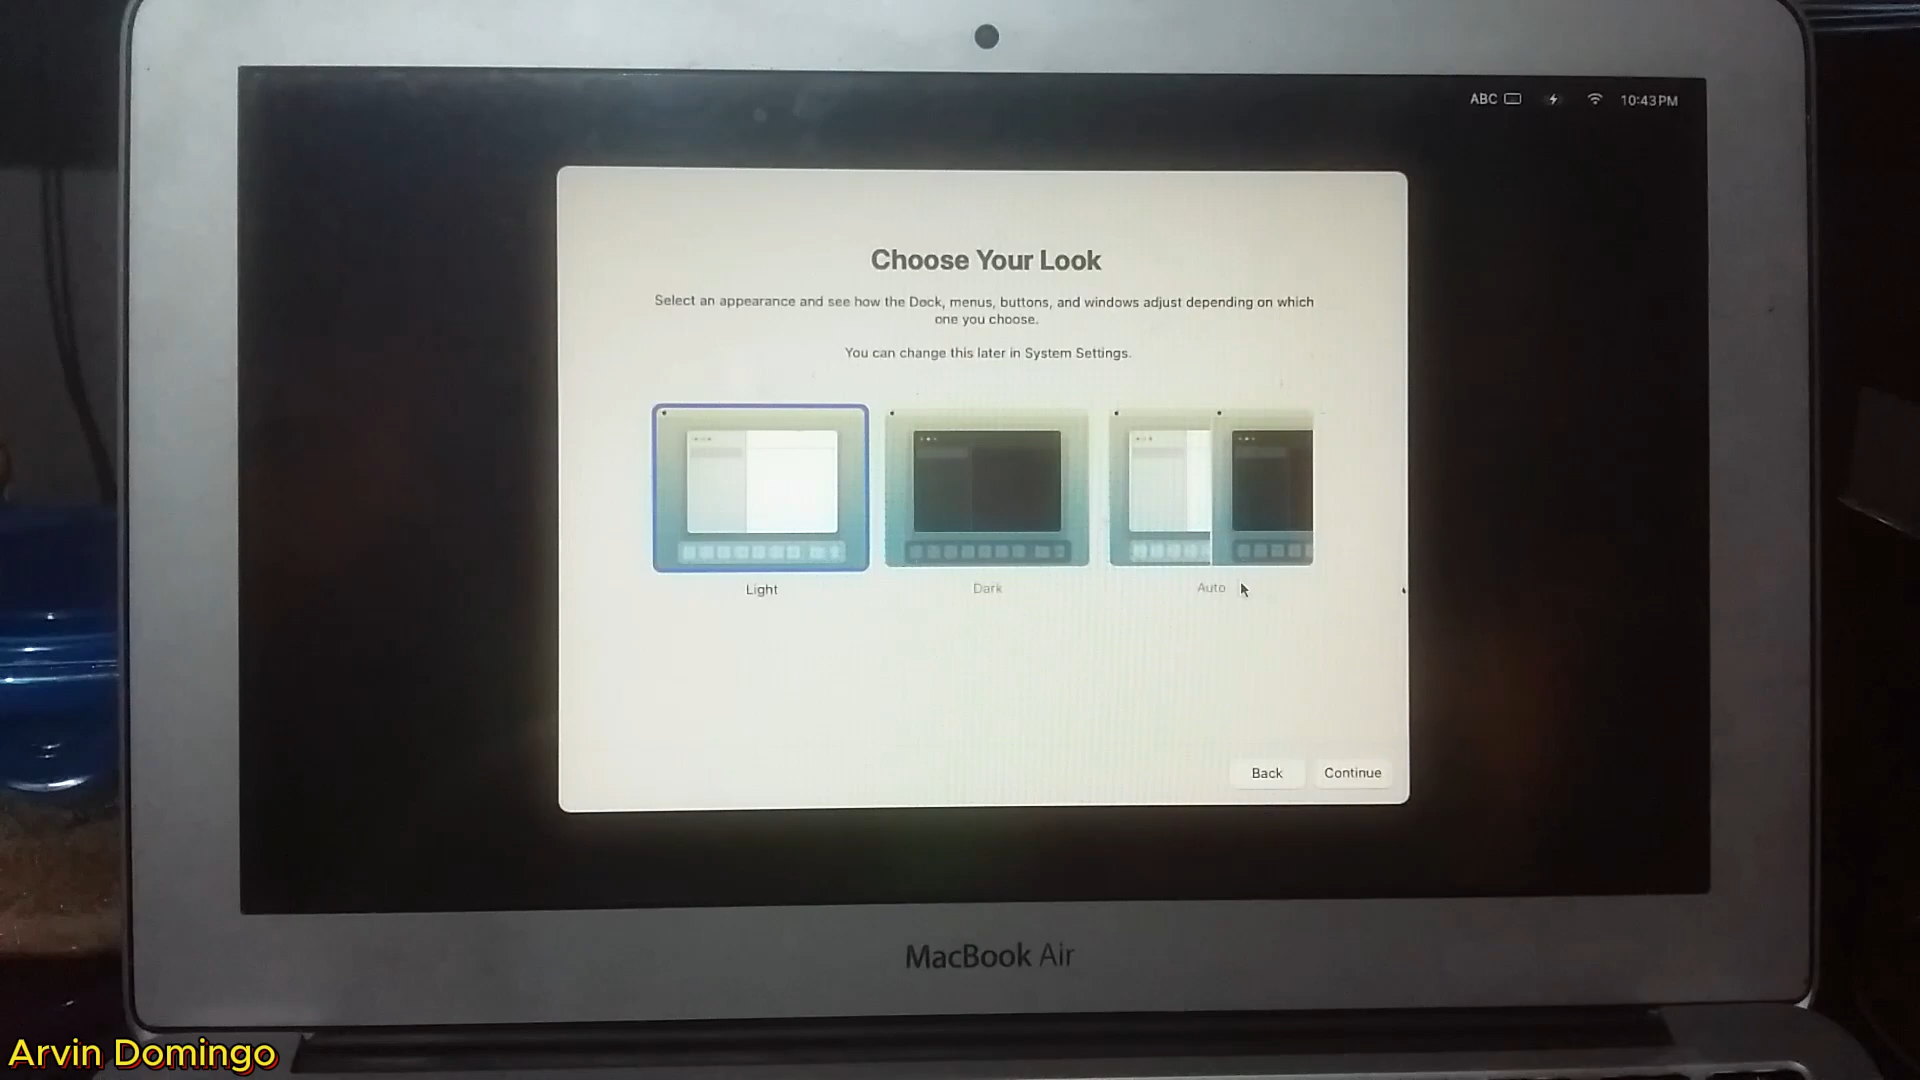 ABC 10:43 PM
Choose Your Look
Select an appearance and see how the Dock, menus, buttons, and windows adjust depending on which
one you choose.
You can change this later in System Settings.
Light Dark Auto
Back Continue
MacBook Air
Arvin Domingo